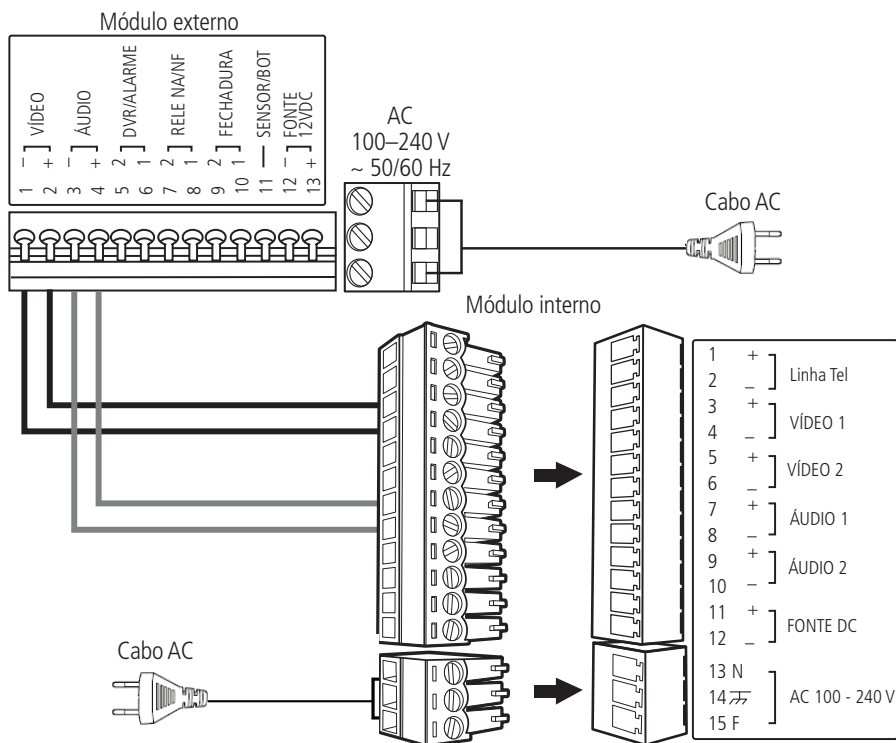 Módulo externo
1 – 2 + VÍDEO
3 – 4 + ÁUDIO
5 2 6 1 DVR/ALARME
7 2 8 1 RELE NA/NF
9 2 10 1 FECHADURA
11 — SENSOR/BOT
12 – 13 + FONTE 12VDC
AC
100–240 V
~ 50/60 Hz
Cabo AC
Módulo interno
1 +
2 – Linha Tel
3 +
4 – VÍDEO 1
5 +
6 – VÍDEO 2
7 +
8 – ÁUDIO 1
9 +
10 – ÁUDIO 2
11 +
12 – FONTE DC
13 N
14 AC 100 - 240 V
15 F
Cabo AC